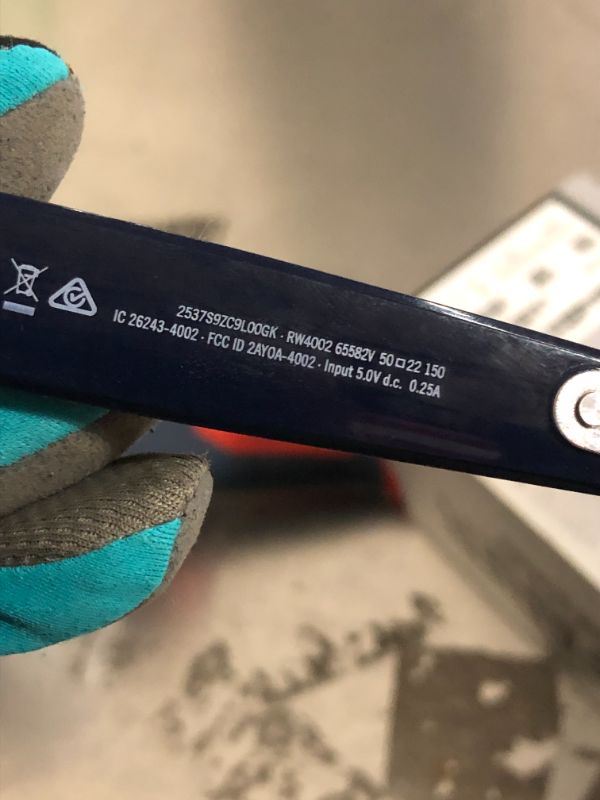 2537S9ZC9L00GK · RW4002 65582V 50□22 150
IC 26243-4002 · FCC ID 2AYOA-4002 · Input 5.0V d.c. 0.25A